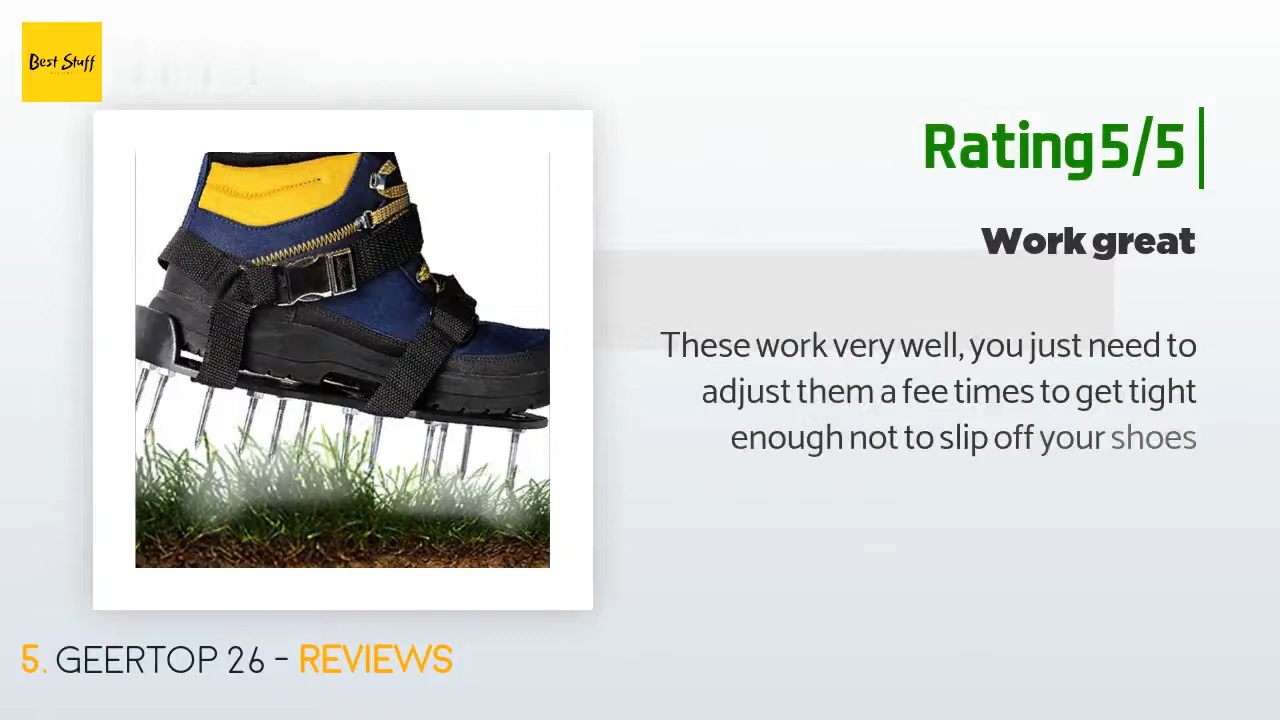 Best Stuff
Rating 5/5
Work great
These work very well, you just need to
adjust them a fee times to get tight
enough not to slip off your shoes
5. GEERTOP 26 - REVIEWS